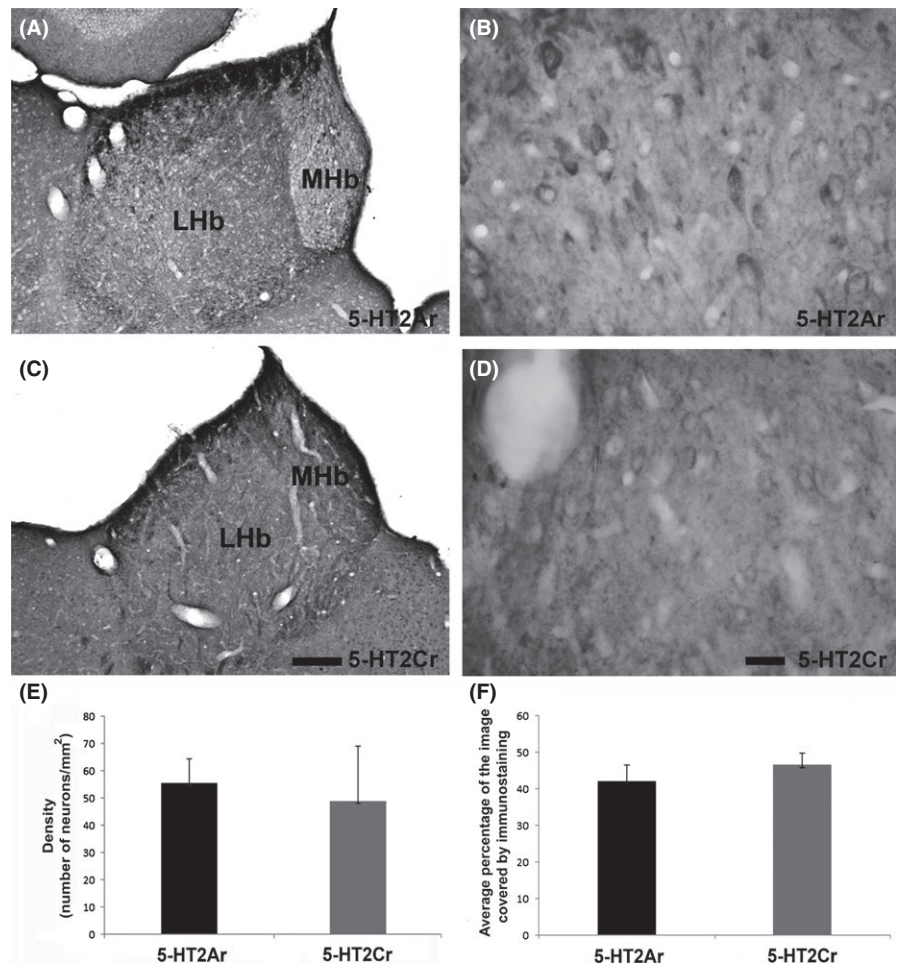 (A)
MHb
LHb
5-HT2Ar
(B)
5-HT2Ar
(C)
MHb
LHb
5-HT2Cr
(D)
5-HT2Cr
(E)
Density
(number of neurons/mm²)
80
70
60
50
40
30
20
10
0
5-HT2Ar 5-HT2Cr
(F)
Average percentage of the image
covered by immunostaining
60
50
40
30
20
10
0
5-HT2Ar 5-HT2Cr